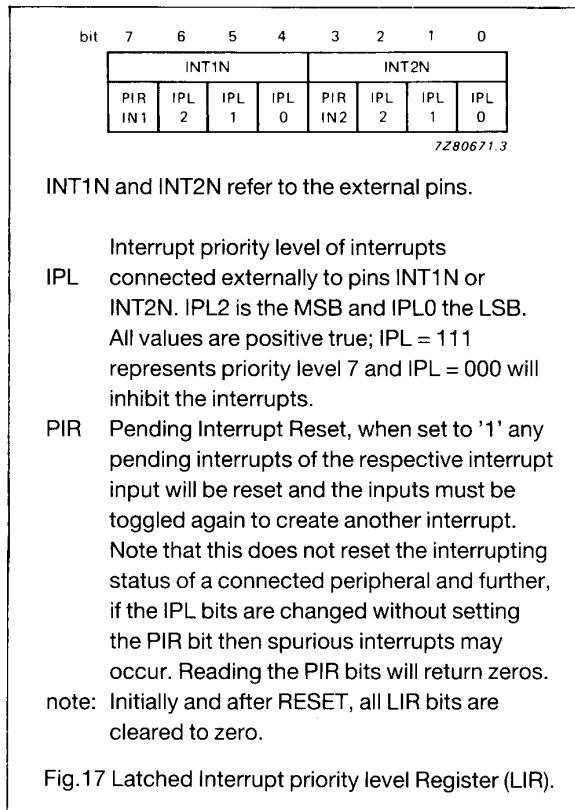 bit 7 6 5 4 3 2 1 0
INT1N INT2N
PIR IPL IPL IPL PIR IPL IPL IPL
IN1 2 1 0 IN2 2 1 0
7Z80671.3
INT1N and INT2N refer to the external pins.
Interrupt priority level of interrupts
IPL connected externally to pins INT1N or
INT2N. IPL2 is the MSB and IPL0 the LSB.
All values are positive true; IPL = 111
represents priority level 7 and IPL = 000 will
inhibit the interrupts.
PIR Pending Interrupt Reset, when set to '1' any
pending interrupts of the respective interrupt
input will be reset and the inputs must be
toggled again to create another interrupt.
Note that this does not reset the interrupting
status of a connected peripheral and further,
if the IPL bits are changed without setting
the PIR bit then spurious interrupts may
occur. Reading the PIR bits will return zeros.
note: Initially and after RESET, all LIR bits are
cleared to zero.
Fig.17 Latched Interrupt priority level Register (LIR).